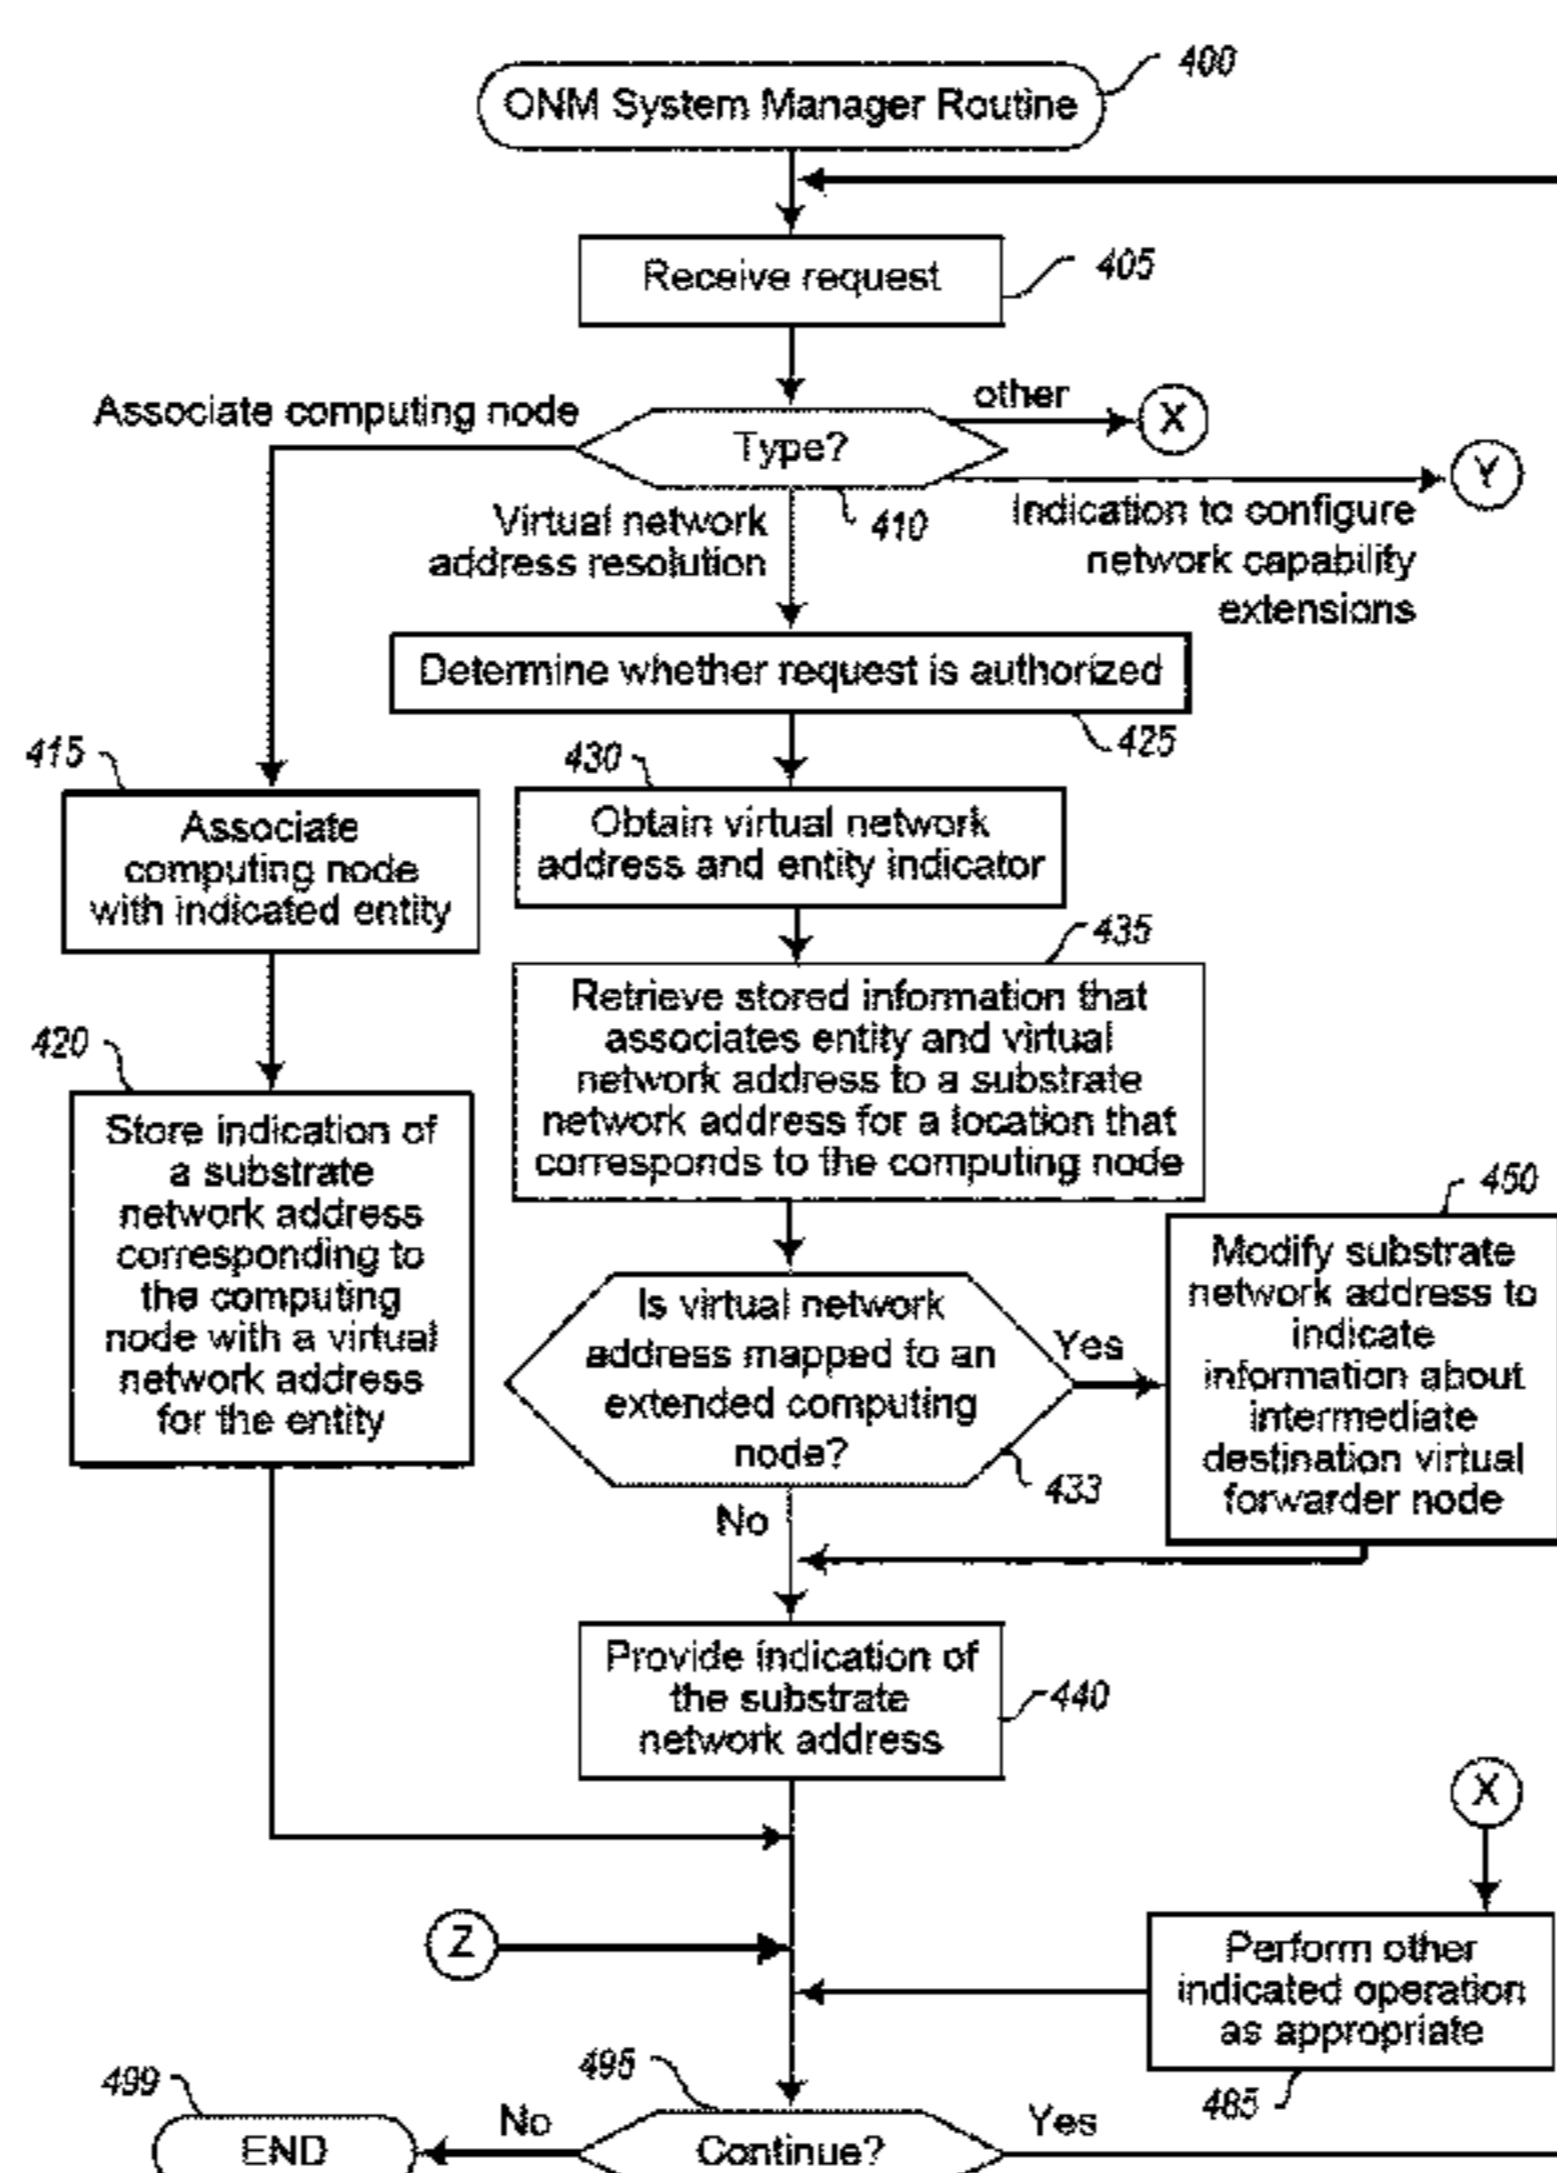 400
ONM System Manager Routine
Receive request
405
Associate computing node
other
X
Type?
Y
410
Virtual network
address resolution
Indication to configure
network capability
extensions
Determine whether request is authorized
425
415
Associate
computing node
with indicated entity
430
Obtain virtual network
address and entity indicator
435
Retrieve stored information that
associates entity and virtual
network address to a substrate
network address for a location that
corresponds to the computing node
420
Store indication of
a substrate
network address
corresponding to
the computing
node with a virtual
network address
for the entity
Is virtual network
address mapped to an
extended computing
node?
433
Yes
450
Modify substrate
network address to
indicate
information about
intermediate
destination virtual
forwarder node
No
Provide indication of
the substrate
network address
440
X
Z
Perform other
indicated operation
as appropriate
485
495
Continue?
No
Yes
499
END